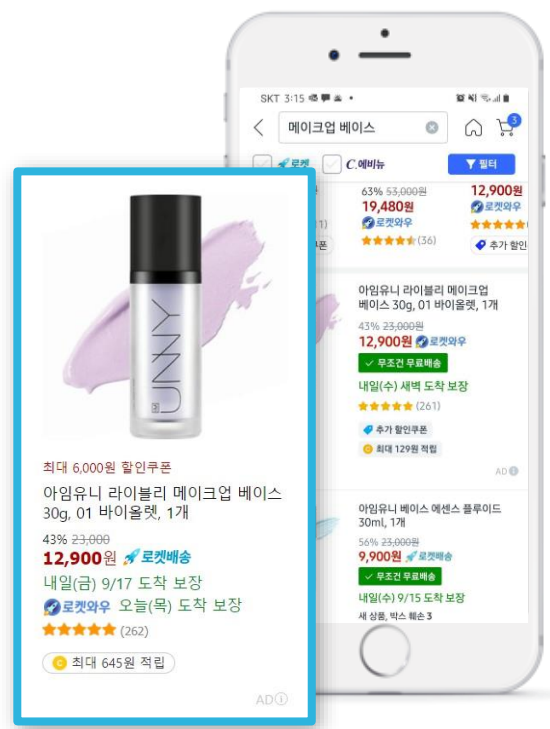 SKT 3:15
메이크업 베이스
3
로켓
C.에비뉴
필터
63% 53,000원
19,480원
로켓와우
(36)
12,900원
로켓와우
추가 할인
아임유니 라이블리 메이크업
베이스 30g, 01 바이올렛, 1개
43% 23,000원
12,900원 로켓와우
무조건 무료배송
내일(수) 새벽 도착 보장
(261)
추가 할인쿠폰
최대 129원 적립
AD
아임유니 베이스 에센스 플루이드
30ml, 1개
56% 23,000원
9,900원 로켓배송
무조건 무료배송
내일(수) 9/15 도착 보장
새 상품, 박스 훼손 3
UNNY
최대 6,000원 할인쿠폰
아임유니 라이블리 메이크업 베이스
30g, 01 바이올렛, 1개
43% 23,000
12,900원 로켓배송
내일(금) 9/17 도착 보장
로켓와우 오늘(목) 도착 보장
(262)
최대 645원 적립
AD